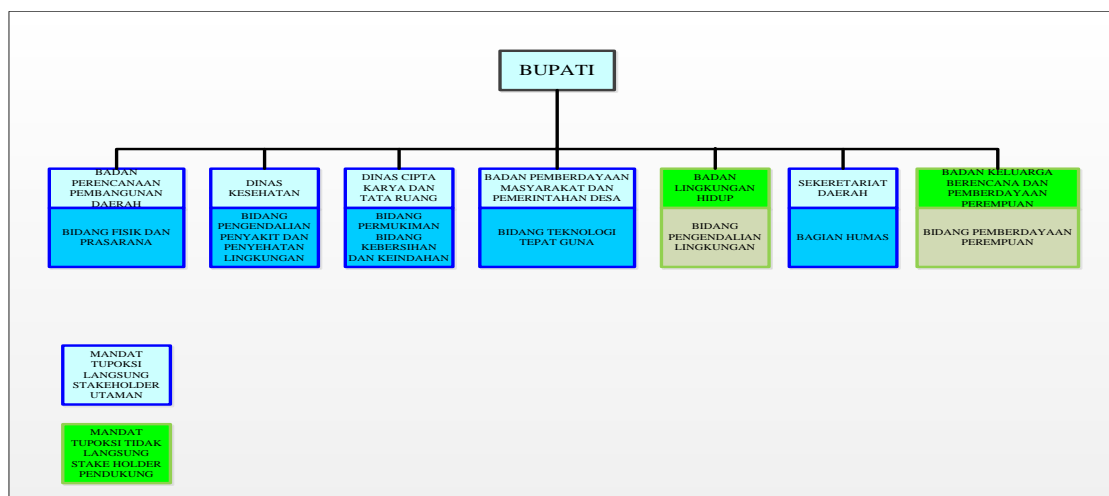 BUPATI
BADAN
PERENCANAAN
PEMBANGUNAN
DAERAH
BIDANG FISIK DAN
PRASARANA
DINAS
KESEHATAN
BIDANG
PENGENDALIAN
PENYAKIT DAN
PENYEHATAN
LINGKUNGAN
DINAS CIPTA
KARYA DAN
TATA RUANG
BIDANG
PERMUKIMAN
BIDANG
KEBERSIHAN
DAN KEINDAHAN
BADAN PEMBERDAYAAN
MASYARAKAT DAN
PEMERINTAHAN DESA
BIDANG TEKNOLOGI
TEPAT GUNA
BADAN
LINGKUNGAN
HIDUP
BIDANG
PENGENDALIAN
LINGKUNGAN
SEKERETARIAT
DAERAH
BAGIAN HUMAS
BADAN KELUARGA
BERENCANA DAN
PEMBERDAYAAN
PEREMPUAN
BIDANG PEMBERDAYAAN
PEREMPUAN
MANDAT
TUPOKSI
LANGSUNG
STAKEHOLDER
UTAMAN
MANDAT
TUPOKSI TIDAK
LANGSUNG
STAKE HOLDER
PENDUKUNG